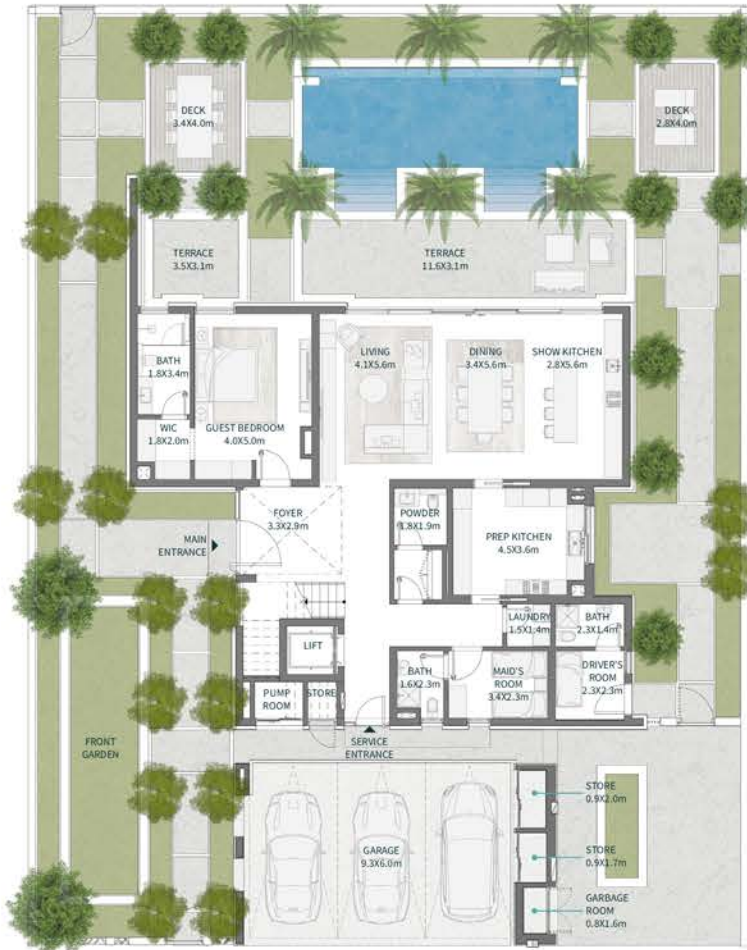 DECK
3.4X4.0m
DECK
2.8X4.0m
TERRACE
3.5X3.1m
TERRACE
11.6X3.1m
BATH
1.8X3.4m
LIVING
4.1X5.6m
DINING
3.4X5.6m
SHOW KITCHEN
2.8X5.6m
WIC
1.8X2.0m
GUEST BEDROOM
4.0X5.0m
FOYER
3.3X2.9m
POWDER
1.8X1.9m
MAIN
ENTRANCE
PREP KITCHEN
4.5X3.6m
LAUNDRY
1.5X1.4m
BATH
2.3X1.4m
LIFT
BATH
1.6X2.3m
MAID'S
ROOM
3.4X2.3m
DRIVER'S
ROOM
2.3X2.3m
PUMP
ROOM
STORE
FRONT
GARDEN
SERVICE
ENTRANCE
STORE
0.9X2.0m
GARAGE
9.3X6.0m
STORE
0.9X1.7m
GARBAGE
ROOM
0.8X1.6m